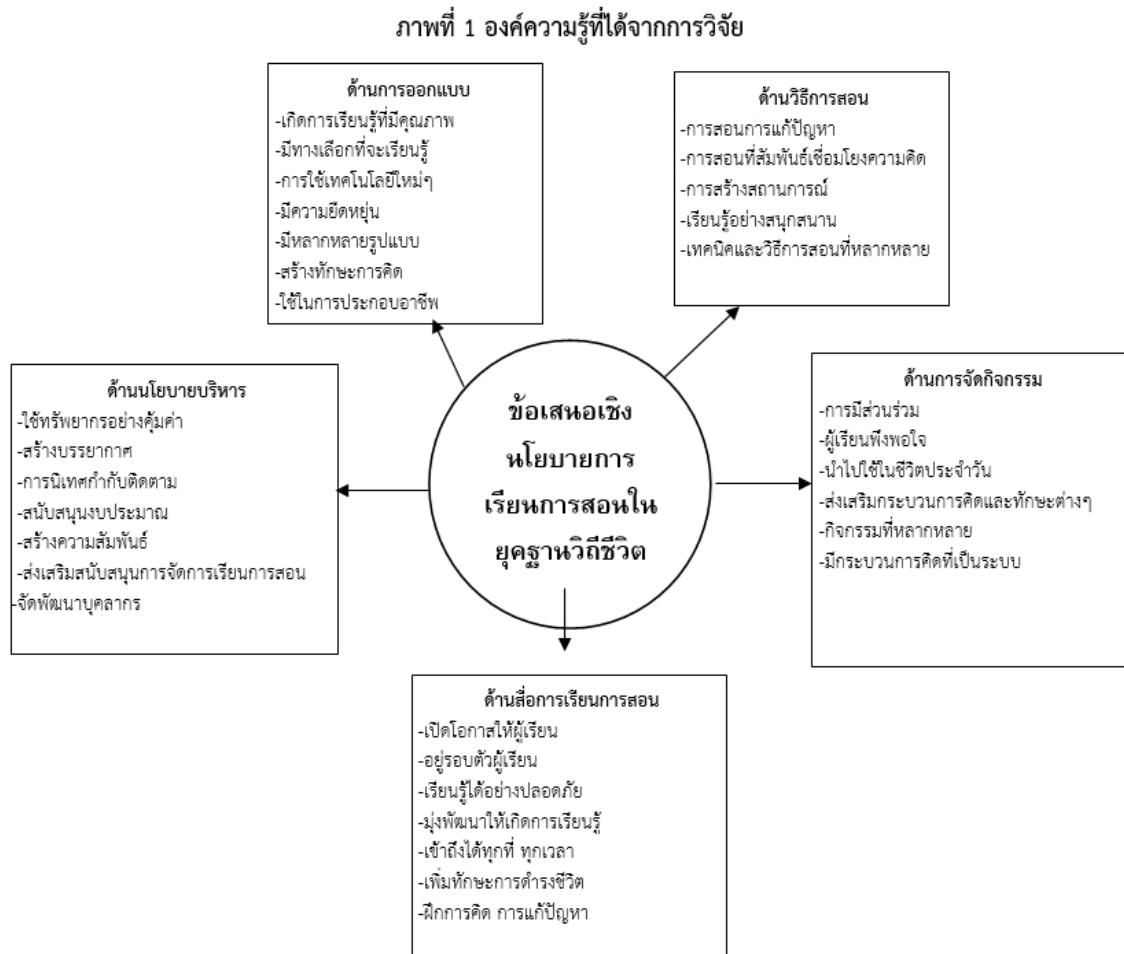 ภาพที่ 1 องค์ความรู้ที่ได้จากการวิจัย
ด้านการออกแบบ
-เกิดการเรียนรู้ที่มีคุณภาพ
-มีทางเลือกที่จะเรียนรู้
-การใช้เทคโนโลยีใหม่ๆ
-มีความยืดหยุ่น
-มีหลากหลายรูปแบบ
-สร้างทักษะการคิด
-ใช้ในการประกอบอาชีพ
ด้านวิธีการสอน
-การสอนการแก้ปัญหา
-การสอนที่สัมพันธ์เชื่อมโยงความคิด
-การสร้างสถานการณ์
-เรียนรู้อย่างสนุกสนาน
-เทคนิคและวิธีการสอนที่หลากหลาย
ด้านนโยบายบริหาร
-ใช้ทรัพยากรอย่างคุ้มค่า
-สร้างบรรยากาศ
-การนิเทศกำกับติดตาม
-สนับสนุนงบประมาณ
-สร้างความสัมพันธ์
-ส่งเสริมสนับสนุนการจัดการเรียนการสอน
-จัดพัฒนาบุคลากร
ข้อเสนอเชิง
นโยบายการ
เรียนการสอนใน
ยุคฐานวิถีชีวิต
ด้านการจัดกิจกรรม
-การมีส่วนร่วม
-ผู้เรียนพึงพอใจ
-นำไปใช้ในชีวิตประจำวัน
-ส่งเสริมกระบวนการคิดและทักษะต่างๆ
-กิจกรรมที่หลากหลาย
-มีกระบวนการคิดที่เป็นระบบ
ด้านสื่อการเรียนการสอน
-เปิดโอกาสให้ผู้เรียน
-อยู่รอบตัวผู้เรียน
-เรียนรู้ได้อย่างปลอดภัย
-มุ่งพัฒนาให้เกิดการเรียนรู้
-เข้าถึงได้ทุกที่ ทุกเวลา
-เพิ่มทักษะการดำรงชีวิต
-ฝึกการคิด การแก้ปัญหา